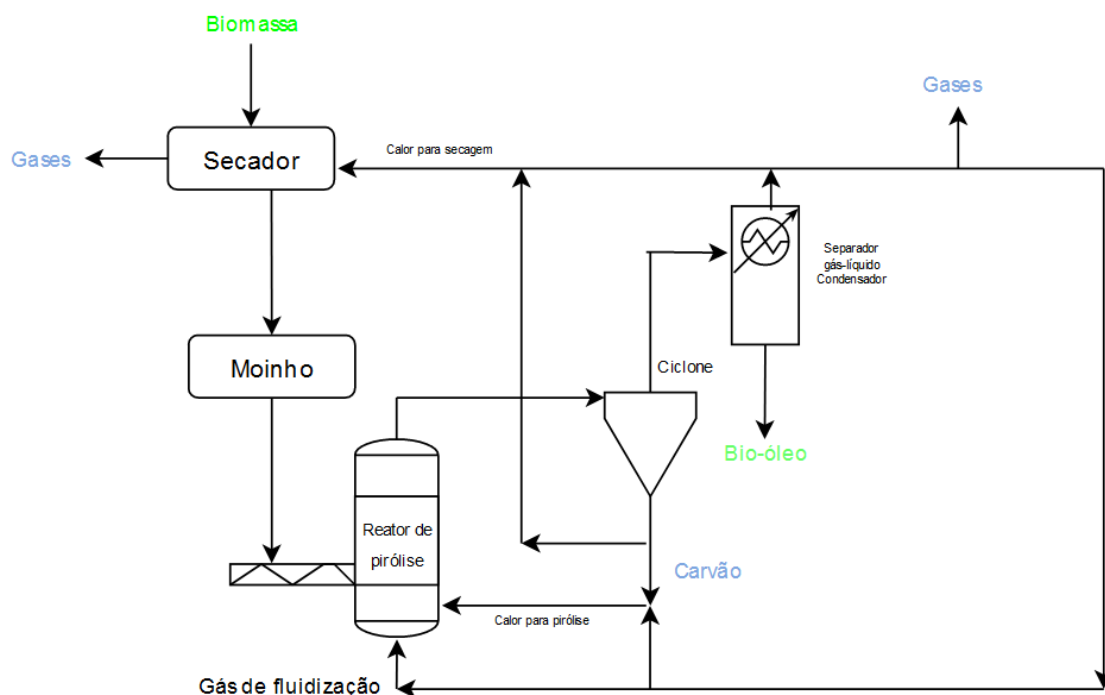 Biomassa
Gases
Gases
Secador
Calor para secagem
Separador
gás-líquido
Condensador
Moinho
Ciclone
Bio-óleo
Reator de
pirólise
Carvão
Calor para pirólise
Gás de fluidização